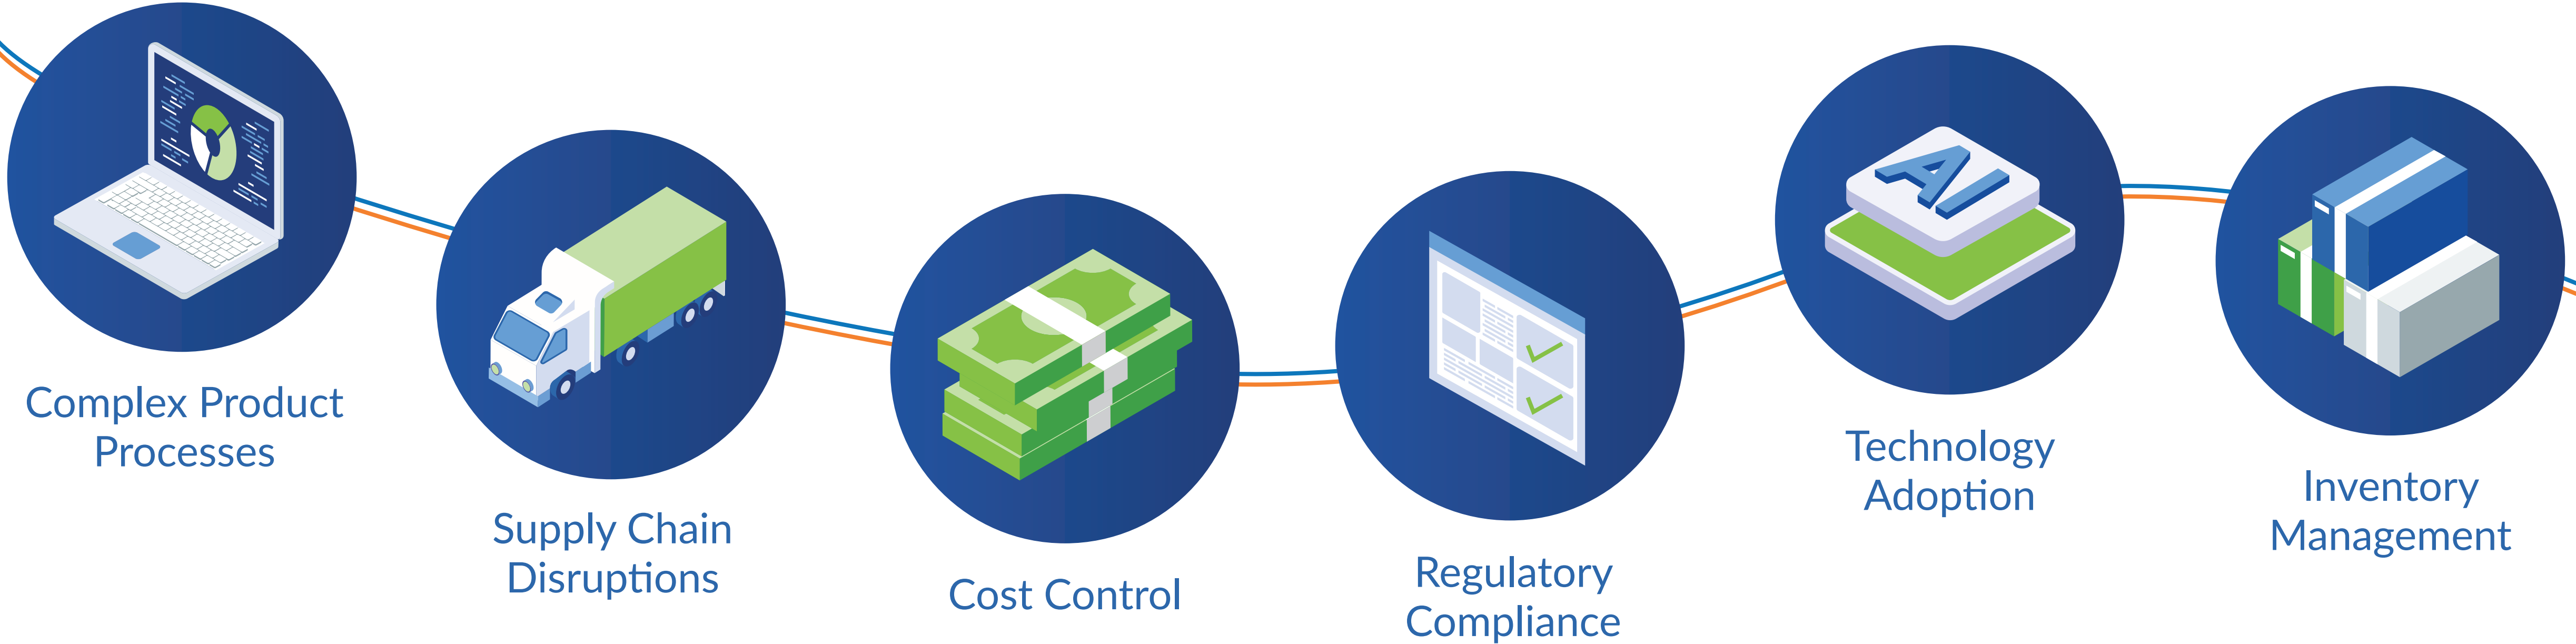 Complex Product
Processes
Supply Chain
Disruptions
Cost Control
Regulatory
Compliance
AI
Technology
Adoption
Inventory
Management